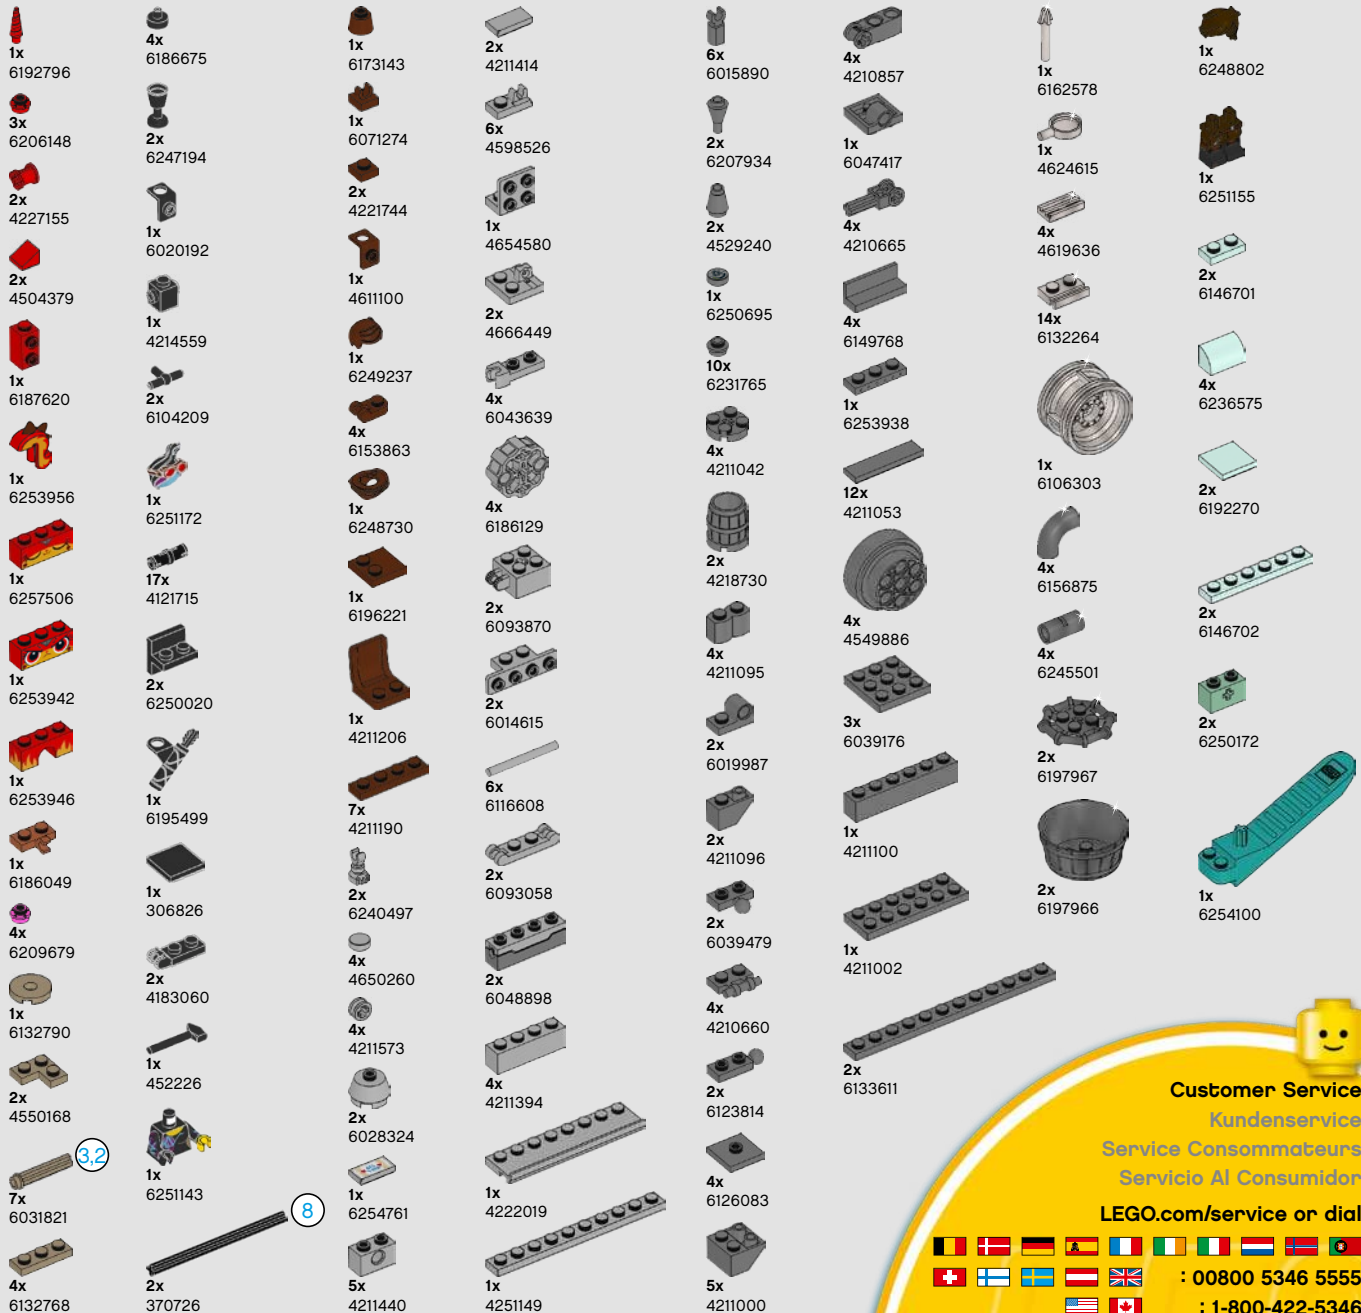 1x
6192796
3x
6206148
2x
4227155
2x
4504379
1x
6187620
1x
6253956
1x
6257506
1x
6253942
1x
6253946
1x
6186049
4x
6209679
1x
6132790
2x
4550168
3,2
7x
6031821
4x
6132768
4x
6186675
2x
6247194
1x
6020192
1x
4214559
2x
6104209
1x
6251172
17x
4121715
2x
6250020
1x
6195499
1x
306826
2x
4183060
1x
452226
1x
6251143
8
2x
370726
1x
6173143
1x
6071274
2x
4221744
1x
4611100
1x
6249237
4x
6153863
1x
6248730
1x
6196221
1x
4211206
7x
4211190
2x
6240497
4x
4650260
4x
4211573
2x
6028324
1x
6254761
5x
4211440
2x
4211414
6x
4598526
1x
4654580
2x
4666449
4x
6043639
4x
6186129
2x
6093870
2x
6014615
6x
6116608
2x
6093058
2x
6048898
4x
4211394
1x
4222019
1x
4251149
6x
6015890
2x
6207934
2x
4529240
1x
6250695
10x
6231765
4x
4211042
2x
4218730
4x
4211095
2x
6019987
2x
4211096
2x
6039479
4x
4210660
2x
6123814
4x
6126083
5x
4211000
4x
4210857
1x
6047417
4x
4210665
4x
6149768
1x
6253938
12x
4211053
4x
4549886
3x
6039176
1x
4211100
1x
4211002
2x
6133611
1x
6162578
1x
4624615
4x
4619636
14x
6132264
1x
6106303
4x
6156875
4x
6245501
2x
6197967
2x
6197966
1x
6248802
1x
6251155
2x
6146701
4x
6236575
2x
6192270
2x
6146702
2x
6250172
1x
6254100
Customer Service
Kundenservice
Service Consommateurs
Servicio Al Consumidor
LEGO.com/service or dial
: 00800 5346 5555
: 1-800-422-5346